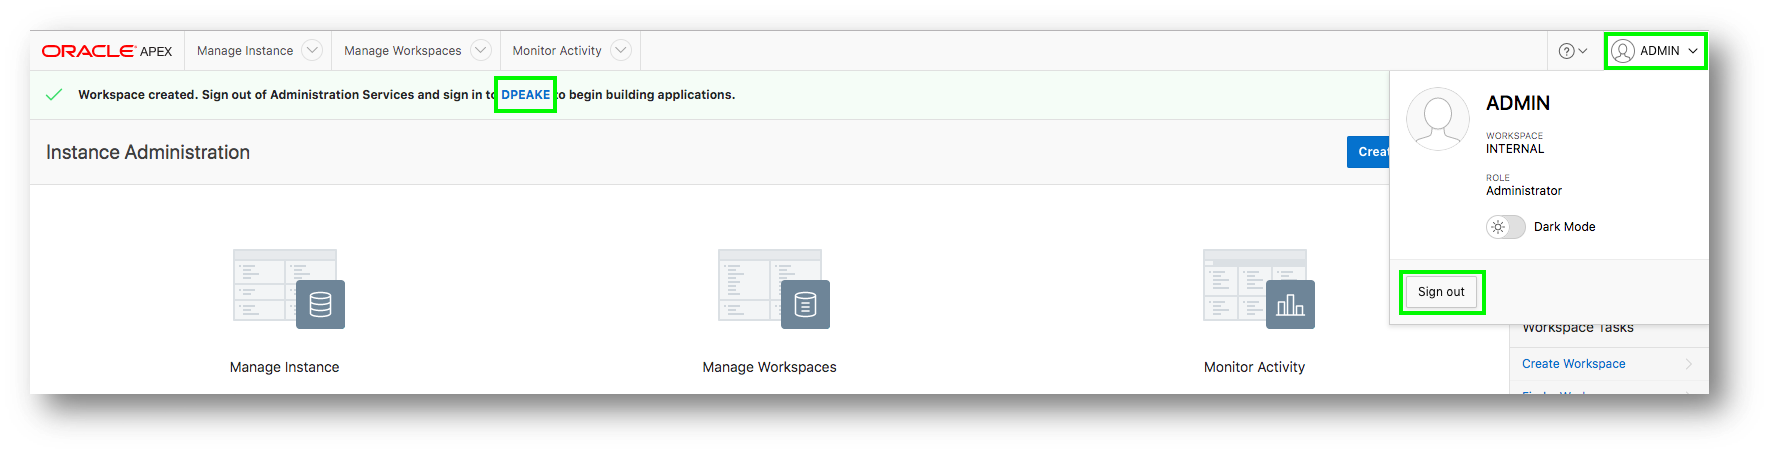 ORACLE APEX Manage Instance Manage Workspaces Monitor Activity ? ADMIN
Workspace created. Sign out of Administration Services and sign in to DPEAKE to begin building applications.
ADMIN
WORKSPACE
INTERNAL
ROLE
Administrator
Dark Mode
Sign out
Instance Administration
Manage Instance
Manage Workspaces
Monitor Activity
Workspace Tasks
Create Workspace